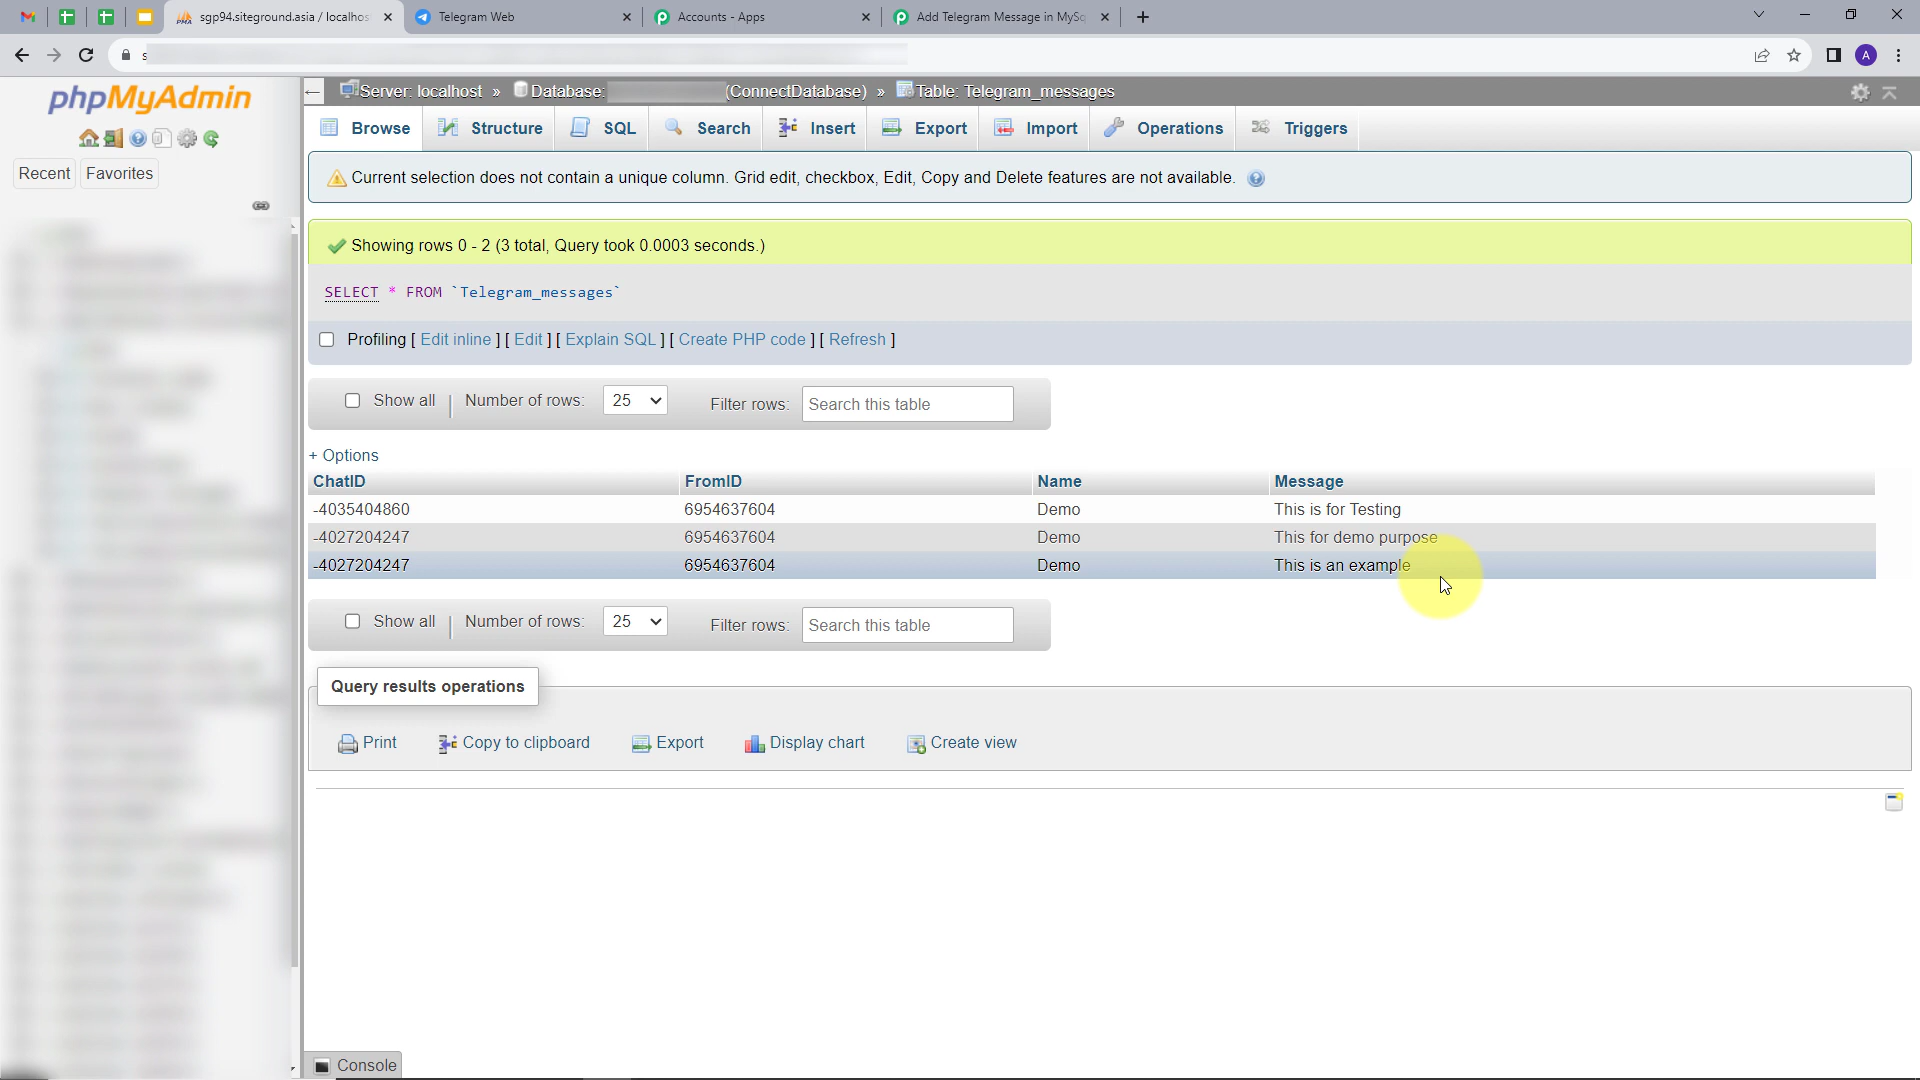 sgp94.siteground.asia / localhos
Telegram Web
Accounts - Apps
Add Telegram Message in MySQ
A
phpMyAdmin
Recent
Favorites
Server: localhost » Database: (ConnectDatabase) » Table: Telegram_messages
Browse
Structure
SQL
Search
Insert
Export
Import
Operations
Triggers
Current selection does not contain a unique column. Grid edit, checkbox, Edit, Copy and Delete features are not available.
Showing rows 0 - 2 (3 total, Query took 0.0003 seconds.)
SELECT * FROM `Telegram_messages`
Profiling [ Edit inline ] [ Edit ] [ Explain SQL ] [ Create PHP code ] [ Refresh ]
Show all | Number of rows: 25 Filter rows: Search this table
+ Options
ChatID FromID Name Message
-4035404860 6954637604 Demo This is for Testing
-4027204247 6954637604 Demo This for demo purpose
-4027204247 6954637604 Demo This is an example
Show all | Number of rows: 25 Filter rows: Search this table
Query results operations
Print
Copy to clipboard
Export
Display chart
Create view
Console